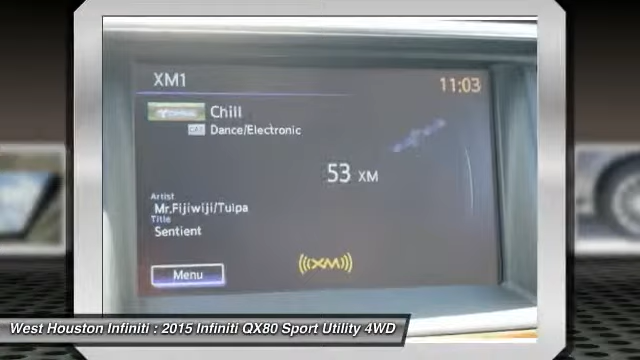 XM1
11:03
Chill
CAT Dance/Electronic
53 XM
Artist
Mr.Fijiwiji/Tulpa
Title
Sentient
((XM))
Menu
West Houston Infiniti : 2015 Infiniti QX80 Sport Utility 4WD